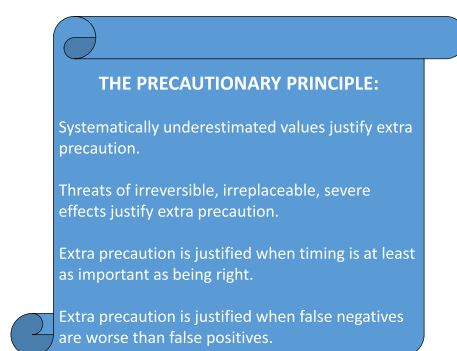 THE PRECAUTIONARY PRINCIPLE:
Systematically underestimated values justify extra
precaution.
Threats of irreversible, irreplaceable, severe
effects justify extra precaution.
Extra precaution is justified when timing is at least
as important as being right.
Extra precaution is justified when false negatives
are worse than false positives.